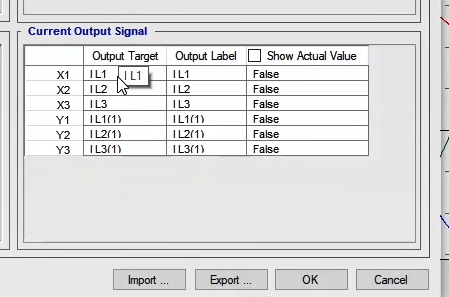 Current Output Signal
Output Target Output Label Show Actual Value
X1 I L1 I L1 I L1 False
X2 I L2 I L2 False
X3 I L3 I L3 False
Y1 I L1(1) I L1(1) False
Y2 I L2(1) I L2(1) False
Y3 I L3(1) I L3(1) False
Import ... Export ... OK Cancel